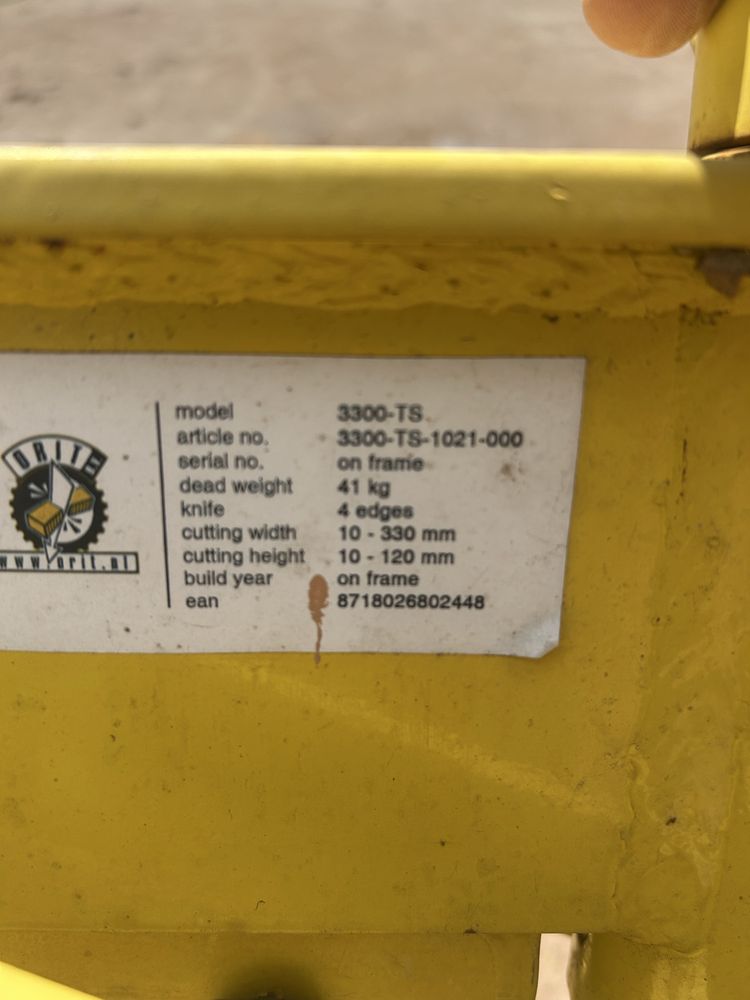 ORIT
www.orit.nl
model 3300-TS
article no. 3300-TS-1021-000
serial no. on frame
dead weight 41 kg
knife 4 edges
cutting width 10 - 330 mm
cutting height 10 - 120 mm
build year on frame
ean 8718026802448